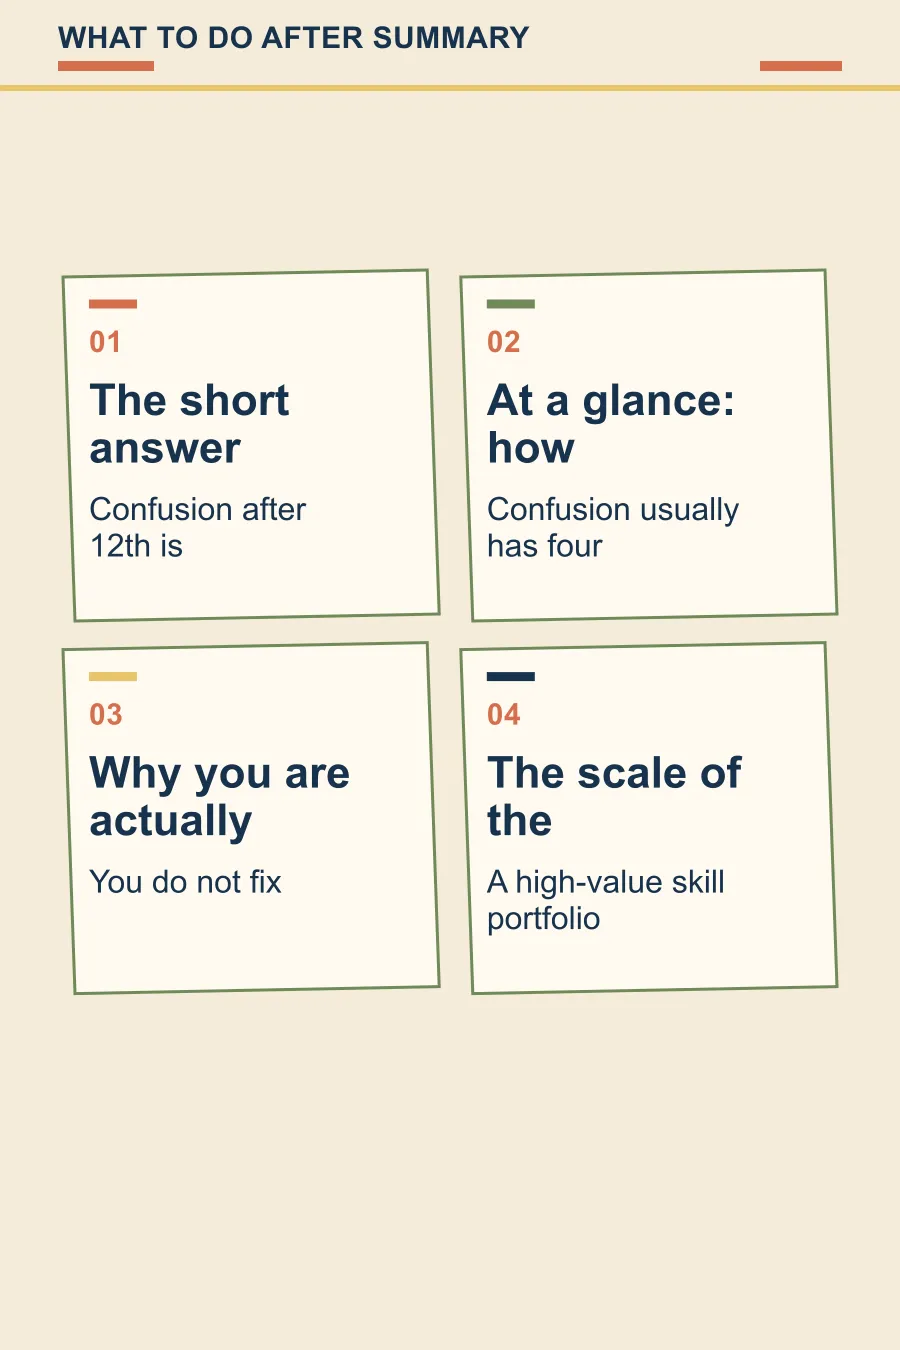 WHAT TO DO AFTER SUMMARY
01
The short
answer
Confusion after
12th is
02
At a glance:
how
Confusion usually
has four
03
Why you are
actually
You do not fix
04
The scale of
the
A high-value skill
portfolio